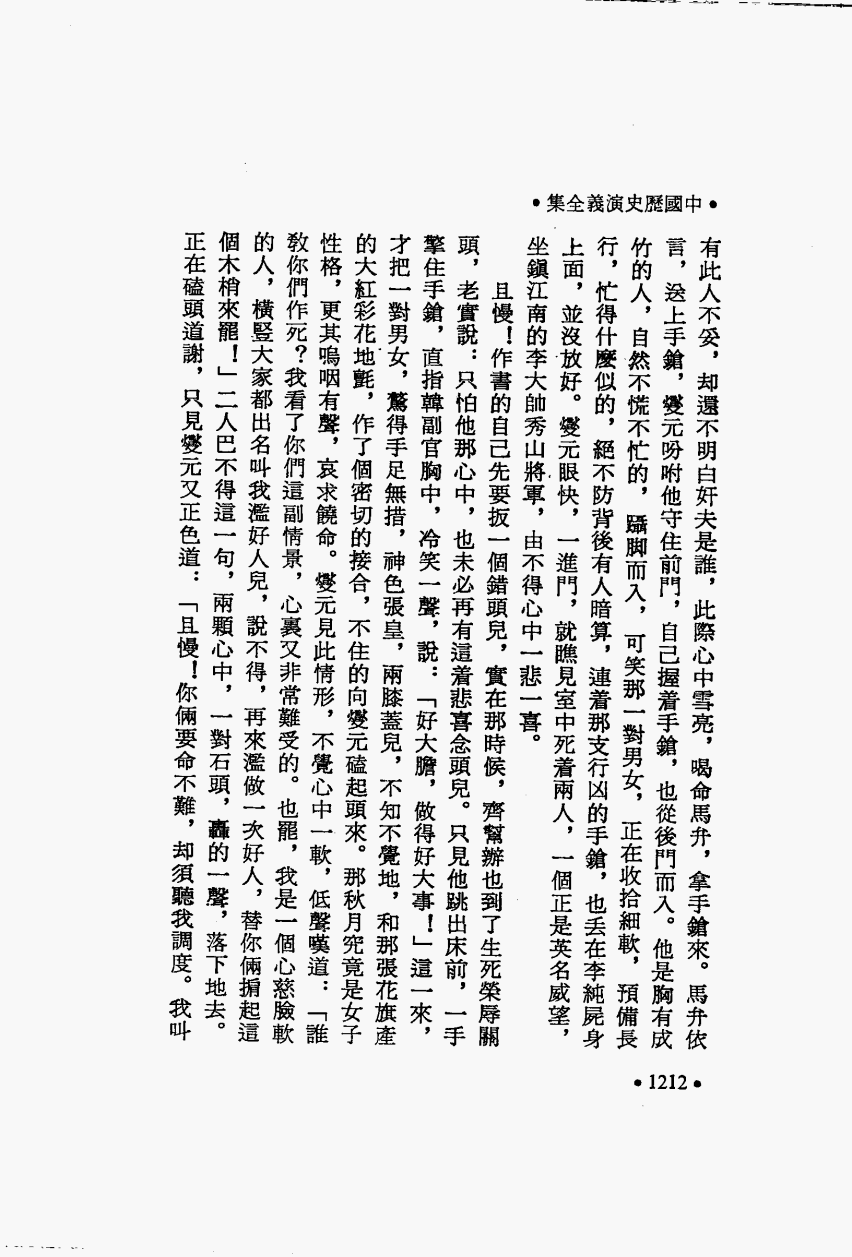 •中國歷史演義全集•
有此人不妥，却還不明白奸夫是誰，此際心中雪亮，喝命馬弁，拿手鎗來。馬弁依
言，送上手鎗，燮元吩咐他守住前門，自己握着手鎗，也從後門而入。他是胸有成
竹的人，自然不慌不忙的，躡脚而入，可笑那一對男女，正在收拾細軟，預備長
行，忙得什麼似的，絕不防背後有人暗算，連着那支行凶的手鎗，也丢在李純屍身
上面，並沒放好。燮元眼快，一進門，就瞧見室中死着兩人，一個正是英名威望，
坐鎮江南的李大帥秀山將軍，由不得心中一悲一喜。
且慢！作書的自己先要扳一個錯頭兒，實在那時候，齊幫辦也到了生死榮辱關
頭，老實說：只怕他那心中，也未必再有這着悲喜念頭兒。只見他跳出床前，一手
擎住手鎗，直指韓副官胸中，冷笑一聲，說：「好大膽，做得好大事！」這一來，
才把一對男女，驚得手足無措，神色張皇，兩膝蓋兒，不知不覺地，和那張花旗產
的大紅彩花地氈，作了個密切的接合，不住的向燮元磕起頭來。那秋月究竟是女子
性格，更其嗚咽有聲，哀求饒命。燮元見此情形，不覺心中一軟，低聲嘆道：「誰
敎你們作死？我看了你們這副情景，心裏又非常難受的。也罷，我是一個心慈臉軟
的人，橫豎大家都出名叫我濫好人兒，說不得，再來濫做一次好人，替你倆掮起這
個木梢來罷！」二人巴不得這一句，兩顆心中，一對石頭，轟的一聲，落下地去。
正在磕頭道謝，只見燮元又正色道：「且慢！你倆要命不難，却須聽我調度。我叫
•1212•